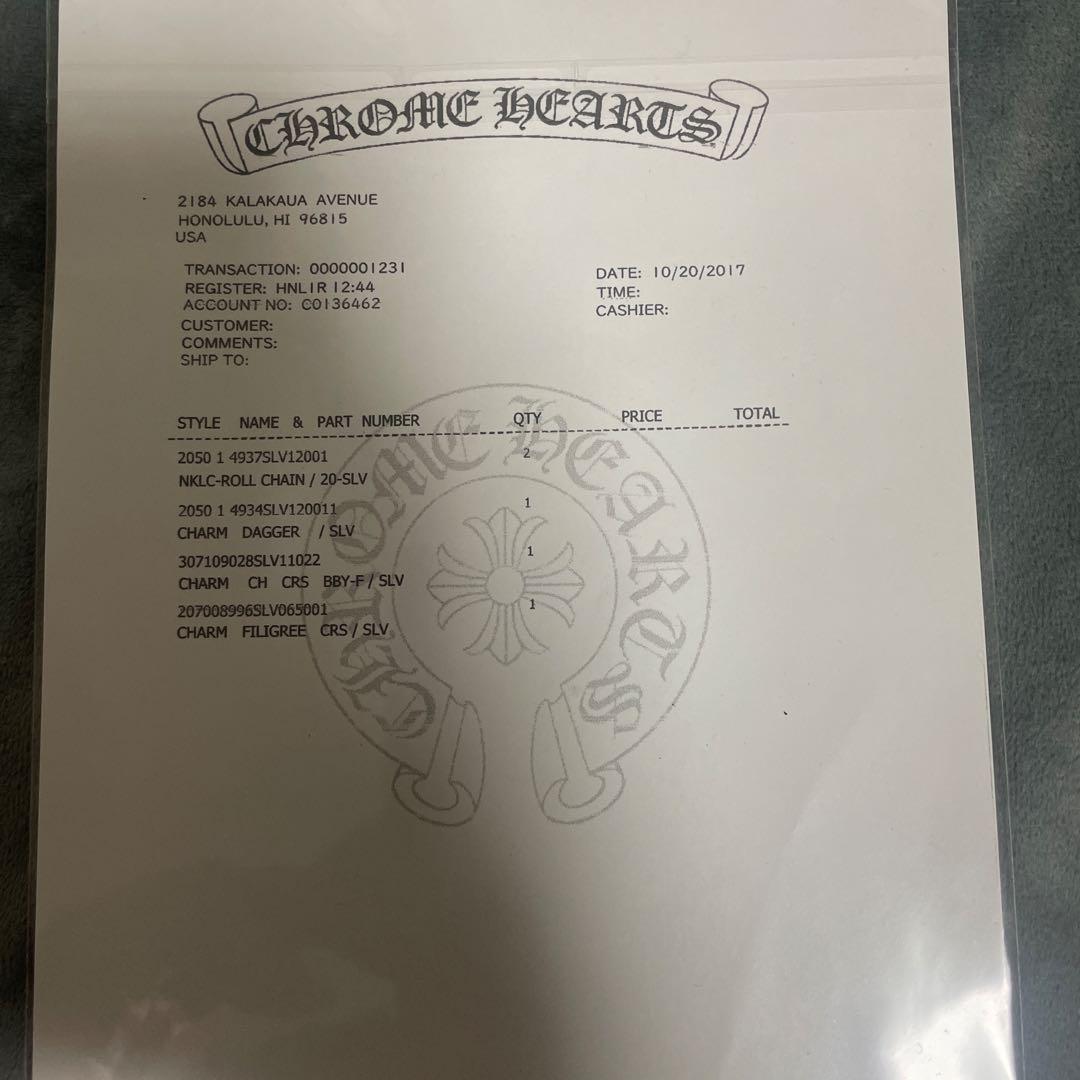 CHROME HEARTS
2184 KALAKAUA AVENUE
HONOLULU, HI 96815
USA
TRANSACTION: 0000001231
DATE: 10/20/2017
REGISTER: HNL1R 12:44
TIME:
ACCOUNT NO: C0136462
CASHIER:
CUSTOMER:
COMMENTS:
SHIP TO:
STYLE NAME & PART NUMBER QTY PRICE TOTAL
2050 1 4937SLV12001 2
NKLC-ROLL CHAIN / 20-SLV
2050 1 4934SLV120011 1
CHARM DAGGER / SLV
307109028SLV11022 1
CHARM CH CRS BBY-F / SLV
207008996SLV065001 1
CHARM FILIGREE CRS / SLV
CHROME HEARTS